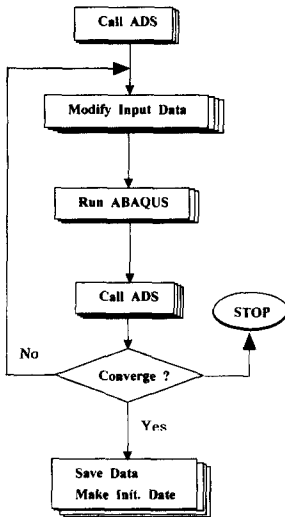 Call ADS
Modify Input Data
Run ABAQUS
Call ADS
STOP
No
Converge ?
Yes
Save Data
Make Init. Date